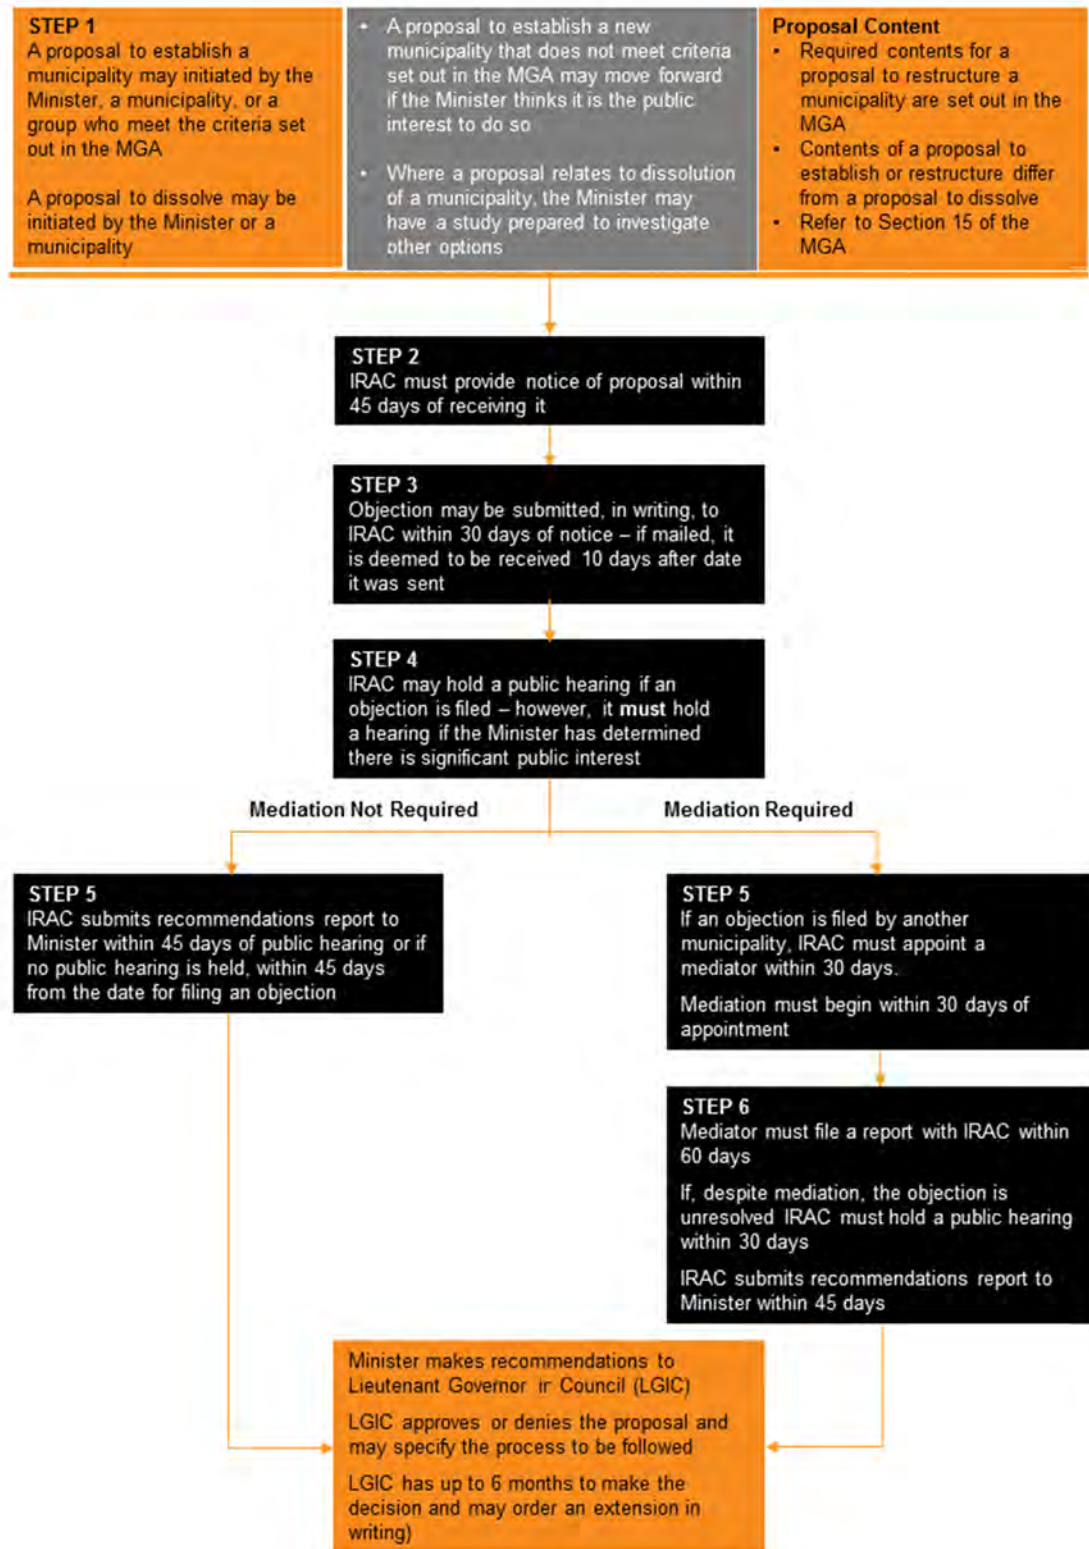 STEP 1
A proposal to establish a
municipality may initiated by the
Minister, a municipality, or a
group who meet the criteria set
out in the MGA
A proposal to dissolve may be
initiated by the Minister or a
municipality
• A proposal to establish a new
municipality that does not meet criteria
set out in the MGA may move forward
if the Minister thinks it is the public
interest to do so
• Where a proposal relates to dissolution
of a municipality, the Minister may
have a study prepared to investigate
other options
Proposal Content
• Required contents for a
proposal to restructure a
municipality are set out in the
MGA
• Contents of a proposal to
establish or restructure differ
from a proposal to dissolve
• Refer to Section 15 of the
MGA
STEP 2
IRAC must provide notice of proposal within
45 days of receiving it
STEP 3
Objection may be submitted, in writing, to
IRAC within 30 days of notice – if mailed, it
is deemed to be received 10 days after date
it was sent
STEP 4
IRAC may hold a public hearing if an
objection is filed – however, it must hold
a hearing if the Minister has determined
there is significant public interest
Mediation Not Required
Mediation Required
STEP 5
IRAC submits recommendations report to
Minister within 45 days of public hearing or if
no public hearing is held, within 45 days
from the date for filing an objection
STEP 5
If an objection is filed by another
municipality, IRAC must appoint a
mediator within 30 days.
Mediation must begin within 30 days of
appointment
STEP 6
Mediator must file a report with IRAC within
60 days
If, despite mediation, the objection is
unresolved IRAC must hold a public hearing
within 30 days
IRAC submits recommendations report to
Minister within 45 days
Minister makes recommendations to
Lieutenant Governor ir Council (LGIC)
LGIC approves or denies the proposal and
may specify the process to be followed
LGIC has up to 6 months to make the
decision and may order an extension in
writing)